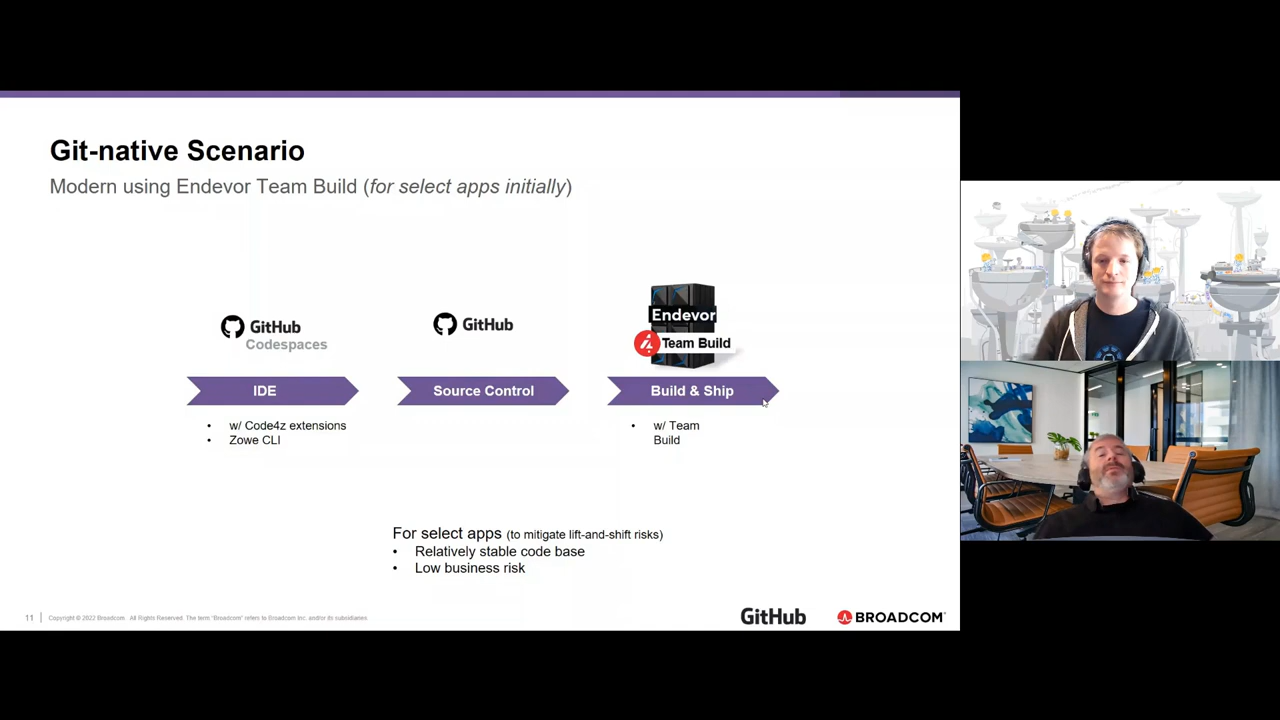 Git-native Scenario
Modern using Endevor Team Build (for select apps initially)
GitHub
Codespaces
GitHub
Endevor
Team Build
IDE
Source Control
Build & Ship
• w/ Code4z extensions
• Zowe CLI
• w/ Team
Build
For select apps (to mitigate lift-and-shift risks)
• Relatively stable code base
• Low business risk
11
Copyright © 2022 Broadcom. All Rights Reserved. The term "Broadcom" refers to Broadcom Inc. and/or its subsidiaries.
GitHub
BROADCOM